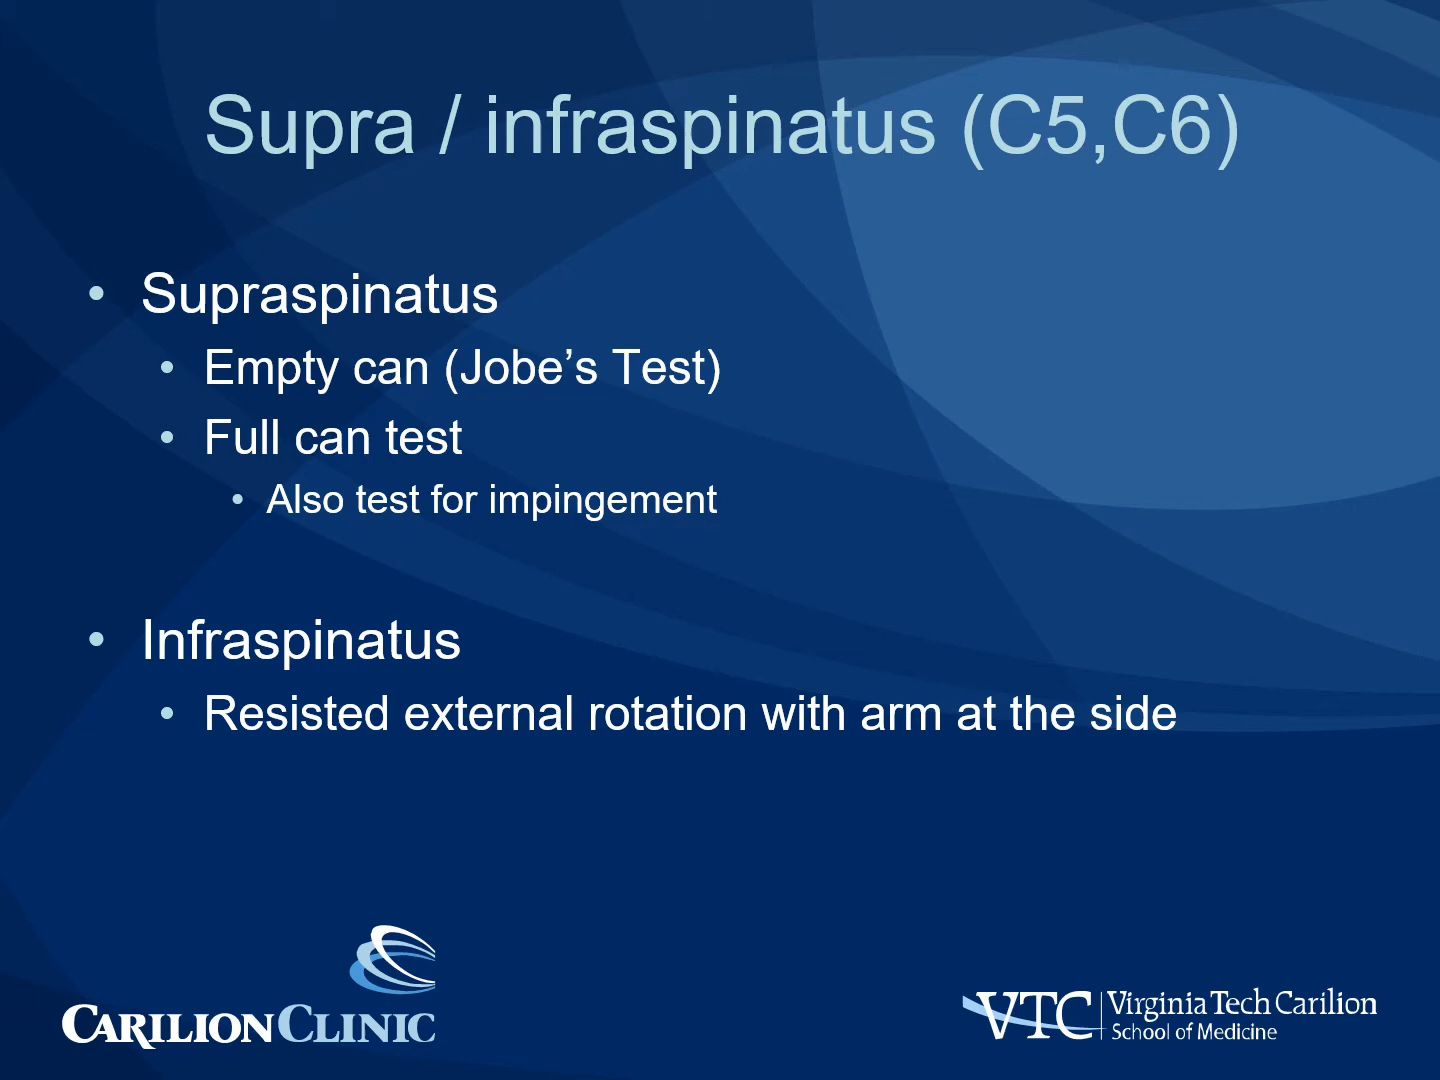 Supra / infraspinatus (C5,C6)
• Supraspinatus
• Empty can (Jobe’s Test)
• Full can test
• Also test for impingement
• Infraspinatus
• Resisted external rotation with arm at the side
CARILION CLINIC
VTC Virginia Tech Carilion
School of Medicine